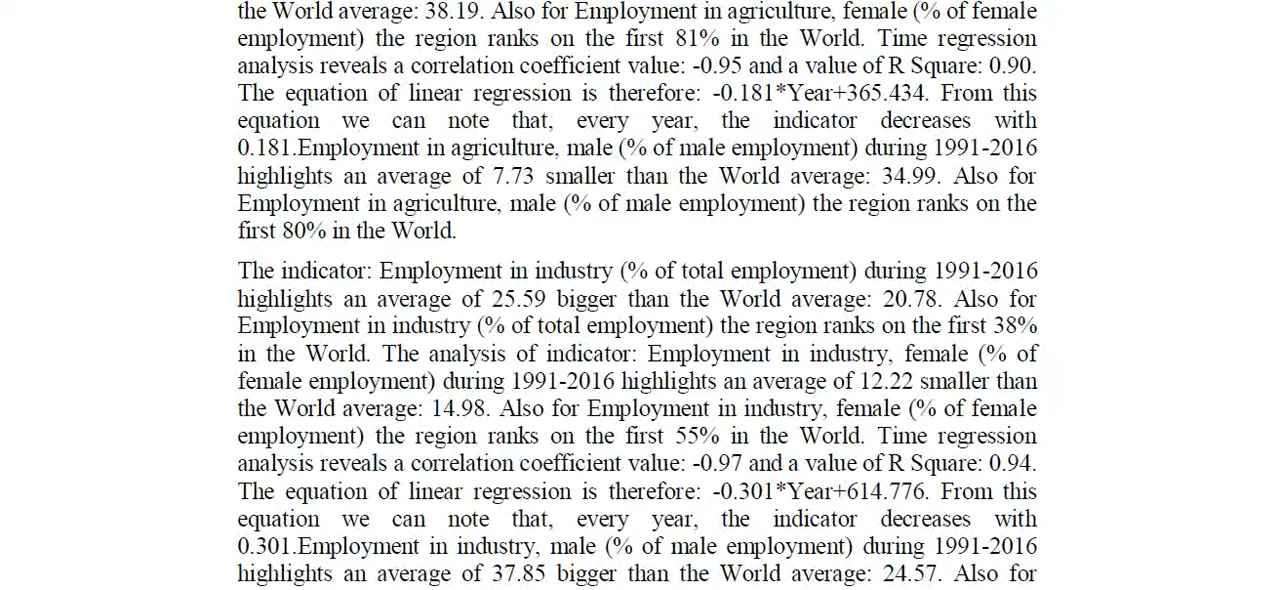 the World average: 38.19. Also for Employment in agriculture, female (% of female
employment) the region ranks on the first 81% in the World. Time regression
analysis reveals a correlation coefficient value: -0.95 and a value of R Square: 0.90.
The equation of linear regression is therefore: -0.181*Year+365.434. From this
equation we can note that, every year, the indicator decreases with
0.181.Employment in agriculture, male (% of male employment) during 1991-2016
highlights an average of 7.73 smaller than the World average: 34.99. Also for
Employment in agriculture, male (% of male employment) the region ranks on the
first 80% in the World.
The indicator: Employment in industry (% of total employment) during 1991-2016
highlights an average of 25.59 bigger than the World average: 20.78. Also for
Employment in industry (% of total employment) the region ranks on the first 38%
in the World. The analysis of indicator: Employment in industry, female (% of
female employment) during 1991-2016 highlights an average of 12.22 smaller than
the World average: 14.98. Also for Employment in industry, female (% of female
employment) the region ranks on the first 55% in the World. Time regression
analysis reveals a correlation coefficient value: -0.97 and a value of R Square: 0.94.
The equation of linear regression is therefore: -0.301*Year+614.776. From this
equation we can note that, every year, the indicator decreases with
0.301.Employment in industry, male (% of male employment) during 1991-2016
highlights an average of 37.85 bigger than the World average: 24.57. Also for